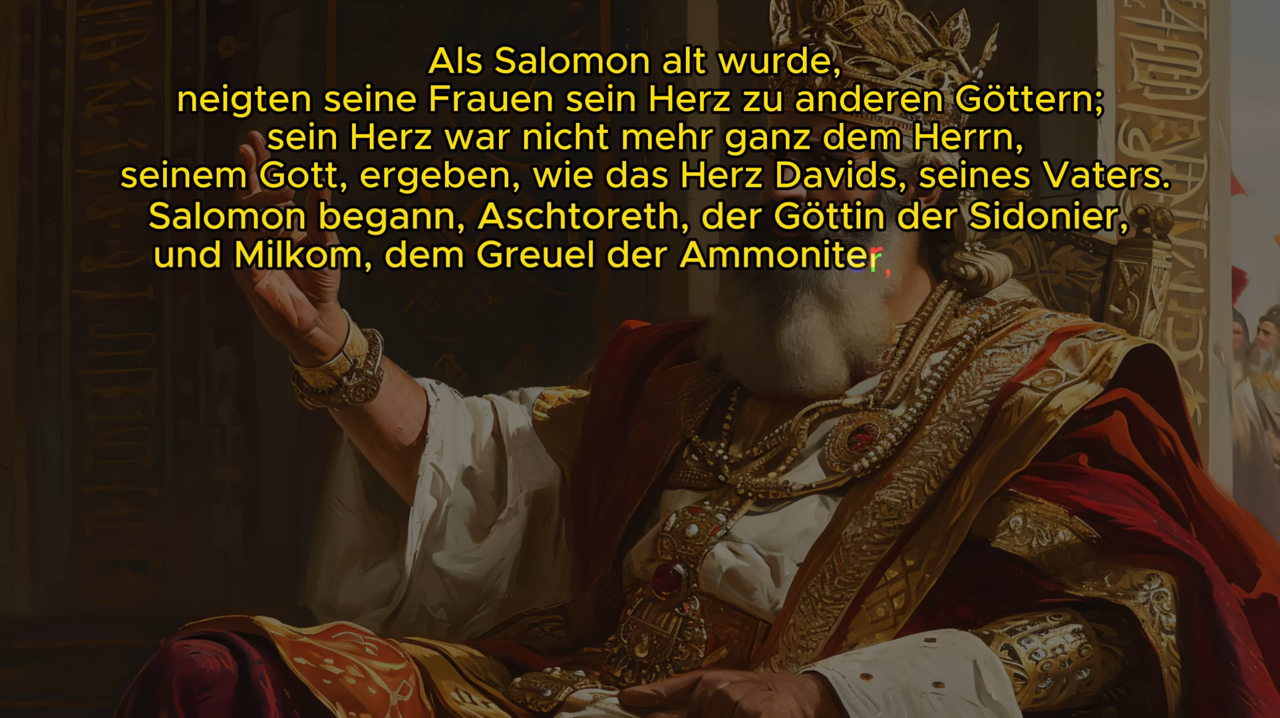 Als Salomon alt wurde,
neigten seine Frauen sein Herz zu anderen Göttern;
sein Herz war nicht mehr ganz dem Herrn,
seinem Gott, ergeben, wie das Herz Davids, seines Vaters.
Salomon begann, Aschtoreth, der Göttin der Sidonier,
und Milkom, dem Greuel der Ammoniter,